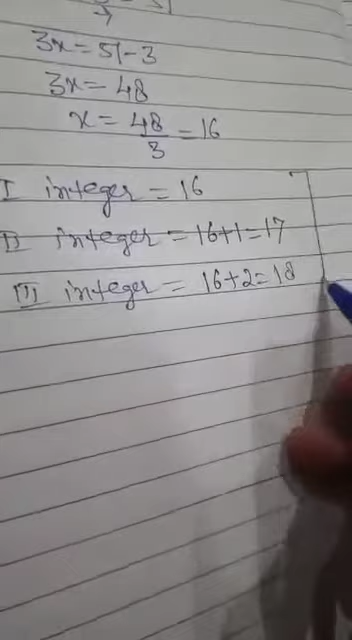 3x = 51-3
3x = 48
x = 48/3 = 16
I integer = 16
II integer = 16+1=17
III integer = 16+2=18